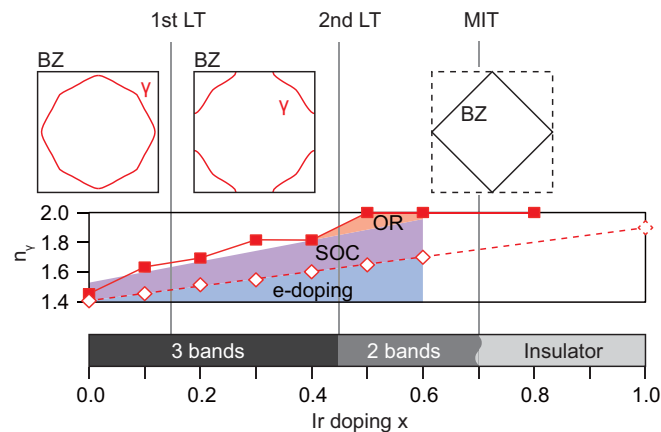 1st LT 2nd LT MIT
BZ
γ
BZ
γ
BZ
n_γ
2.0
1.8
1.6
1.4
OR
SOC
e-doping
3 bands 2 bands Insulator
0.0 0.2 0.4 0.6 0.8 1.0
Ir doping x